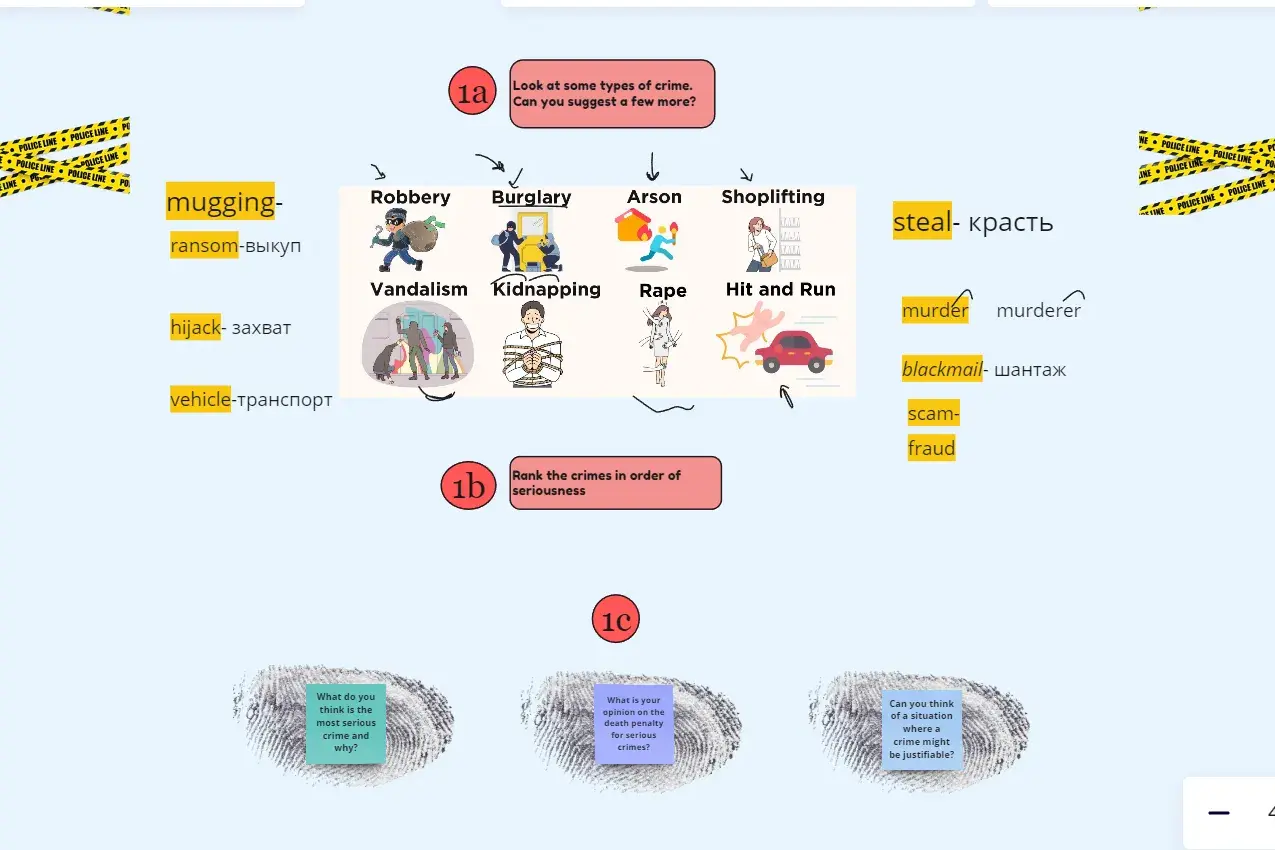 1a
Look at some types of crime.
Can you suggest a few more?
POLICE LINE
POLICE LINE
POLICE LINE
POLICE LINE
POLICE LINE
POLICE LINE
mugging-
ransom-выкуп
hijack- захват
vehicle-транспорт
Robbery
Burglary
Arson
Shoplifting
Vandalism
Kidnapping
Rape
Hit and Run
steal- красть
murder
murderer
blackmail- шантаж
scam-
fraud
1b
Rank the crimes in order of
seriousness
1c
What do you
think is the
most serious
crime and
why?
What is your
opinion on the
death penalty
for serious
crimes?
Can you think
of a situation
where a
crime might
be justifiable?
4